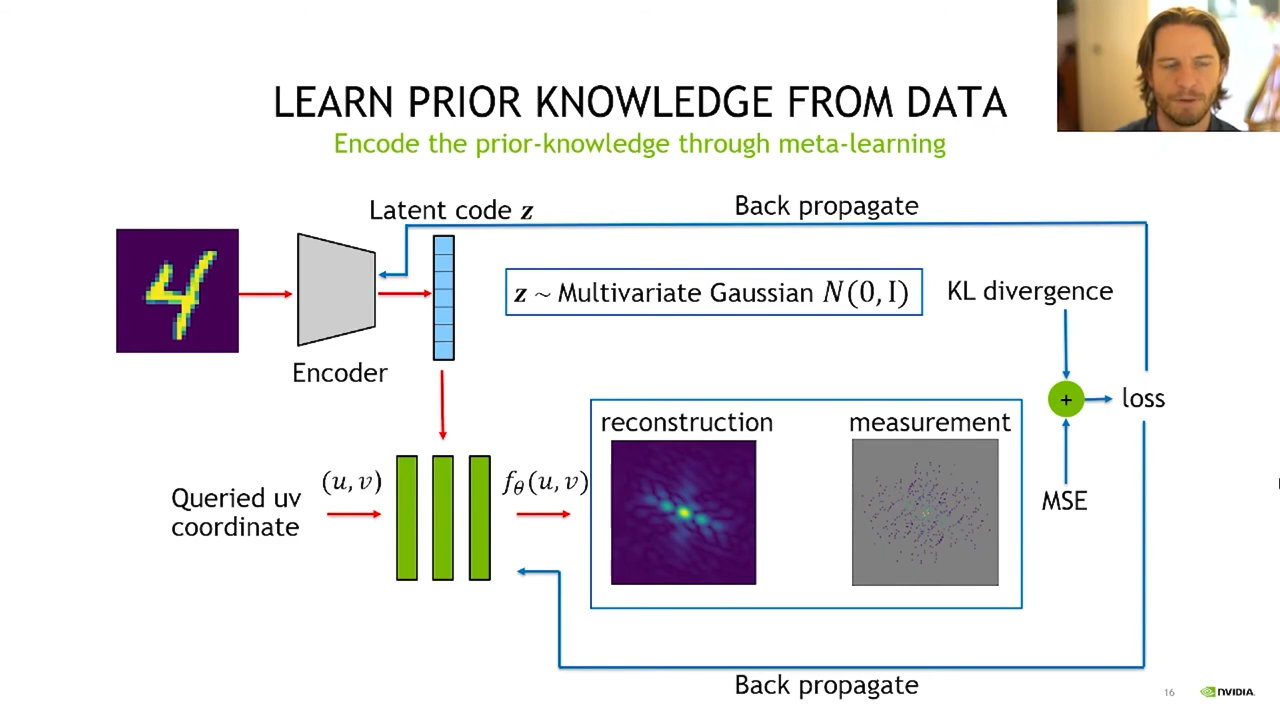 LEARN PRIOR KNOWLEDGE FROM DATA
Encode the prior-knowledge through meta-learning
Latent code z
Back propagate
z ~ Multivariate Gaussian N(0, I)
KL divergence
Encoder
+
loss
reconstruction
measurement
Queried uv
coordinate
(u, v)
fθ(u, v)
MSE
Back propagate
16
NVIDIA.